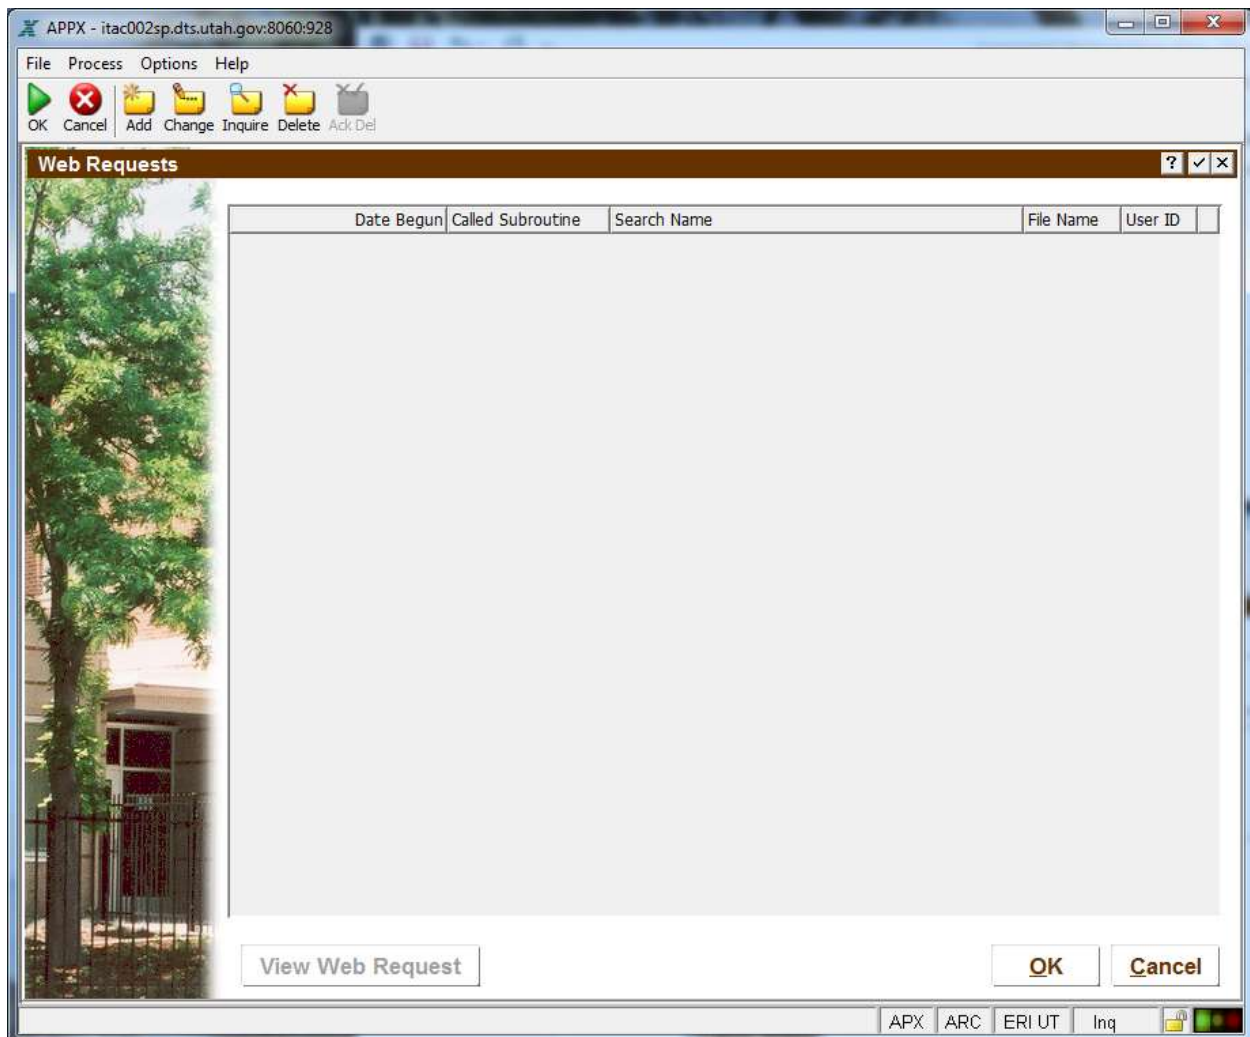 APPX - itac002sp.dts.utah.gov:8060:928
File Process Options Help
OK Cancel Add Change Inquire Delete Ack Del
Web Requests
Date Begun Called Subroutine Search Name File Name User ID
View Web Request OK Cancel
APX ARC ERI UT Inq